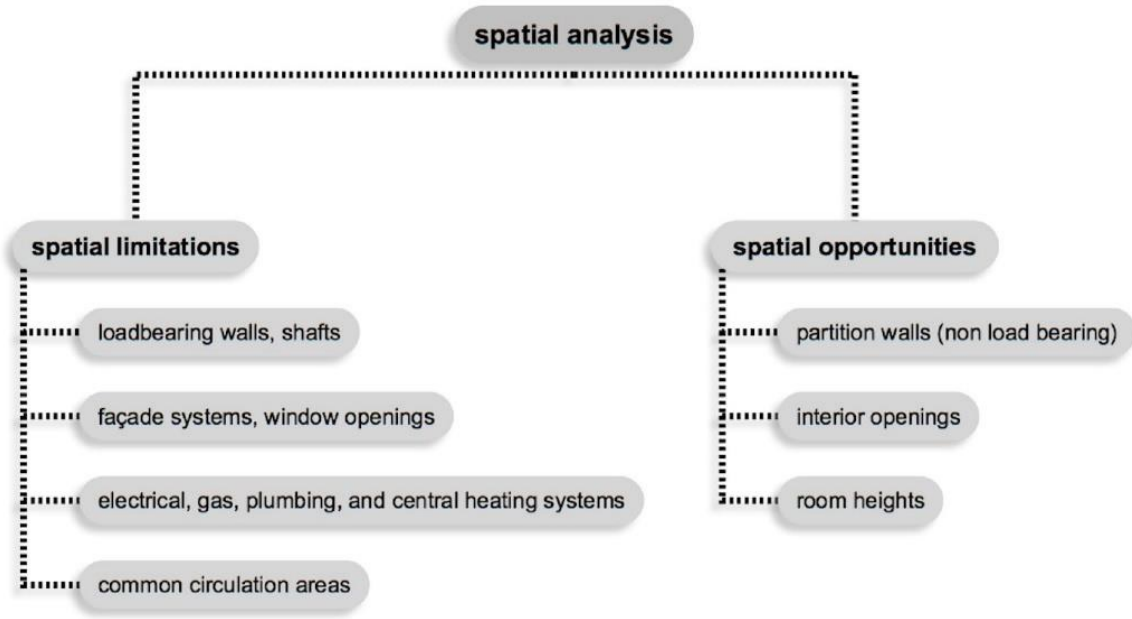 spatial analysis
spatial limitations
loadbearing walls, shafts
façade systems, window openings
electrical, gas, plumbing, and central heating systems
common circulation areas
spatial opportunities
partition walls (non load bearing)
interior openings
room heights